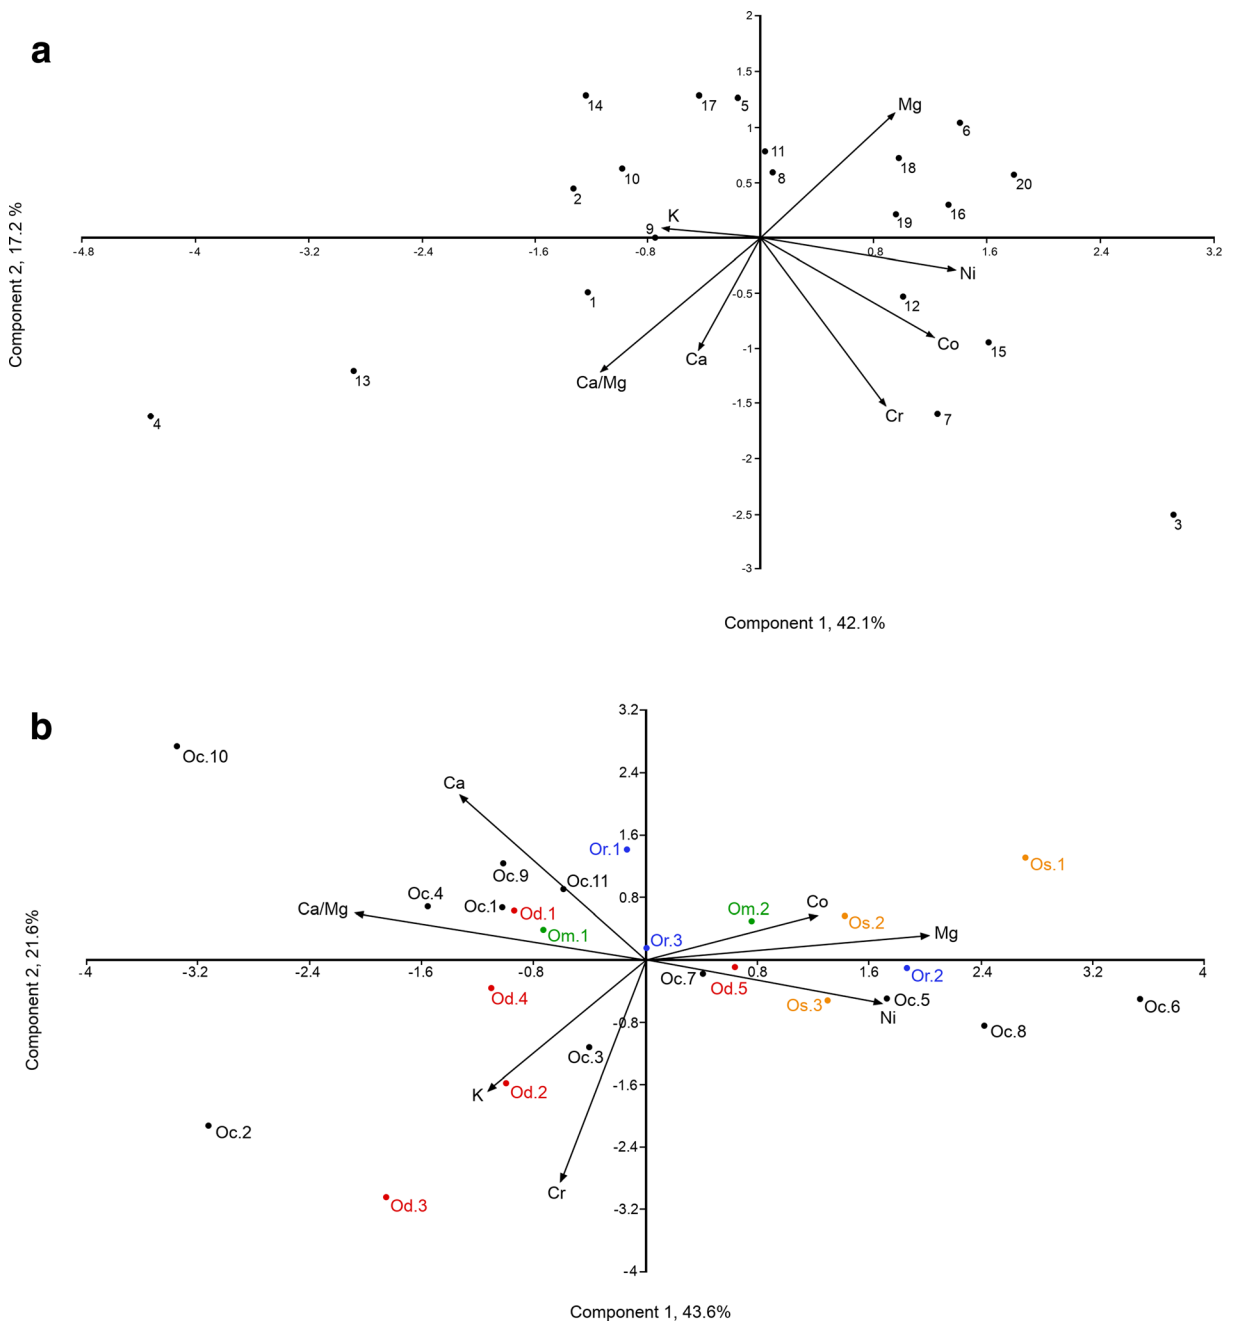 a
2
1.5
1
0.5
-0.5
-1
-1.5
-2
-2.5
-3
-4.8
-4
-3.2
-2.4
-1.6
-0.8
0.8
1.6
2.4
3.2
14
17
5
Mg
6
11
18
10
8
20
2
16
K
19
9
Ni
1
12
Co
15
Ca
13
Ca/Mg
Cr
7
4
3
Component 2, 17.2 %
Component 1, 42.1%
b
3.2
2.4
1.6
0.8
-0.8
-1.6
-2.4
-3.2
-4
-4
-3.2
-2.4
-1.6
-0.8
0.8
1.6
2.4
3.2
4
Oc.10
Ca
Or.1
Os.1
Oc.9
Oc.11
Oc.4
Oc.1
Od.1
Ca/Mg
Om.2
Co
Os.2
Om.1
Or.3
Mg
Oc.7
Or.2
Od.5
Od.4
Os.3
Oc.5
Oc.6
Ni
Oc.8
Oc.3
K
Od.2
Oc.2
Cr
Od.3
Component 2, 21.6%
Component 1, 43.6%